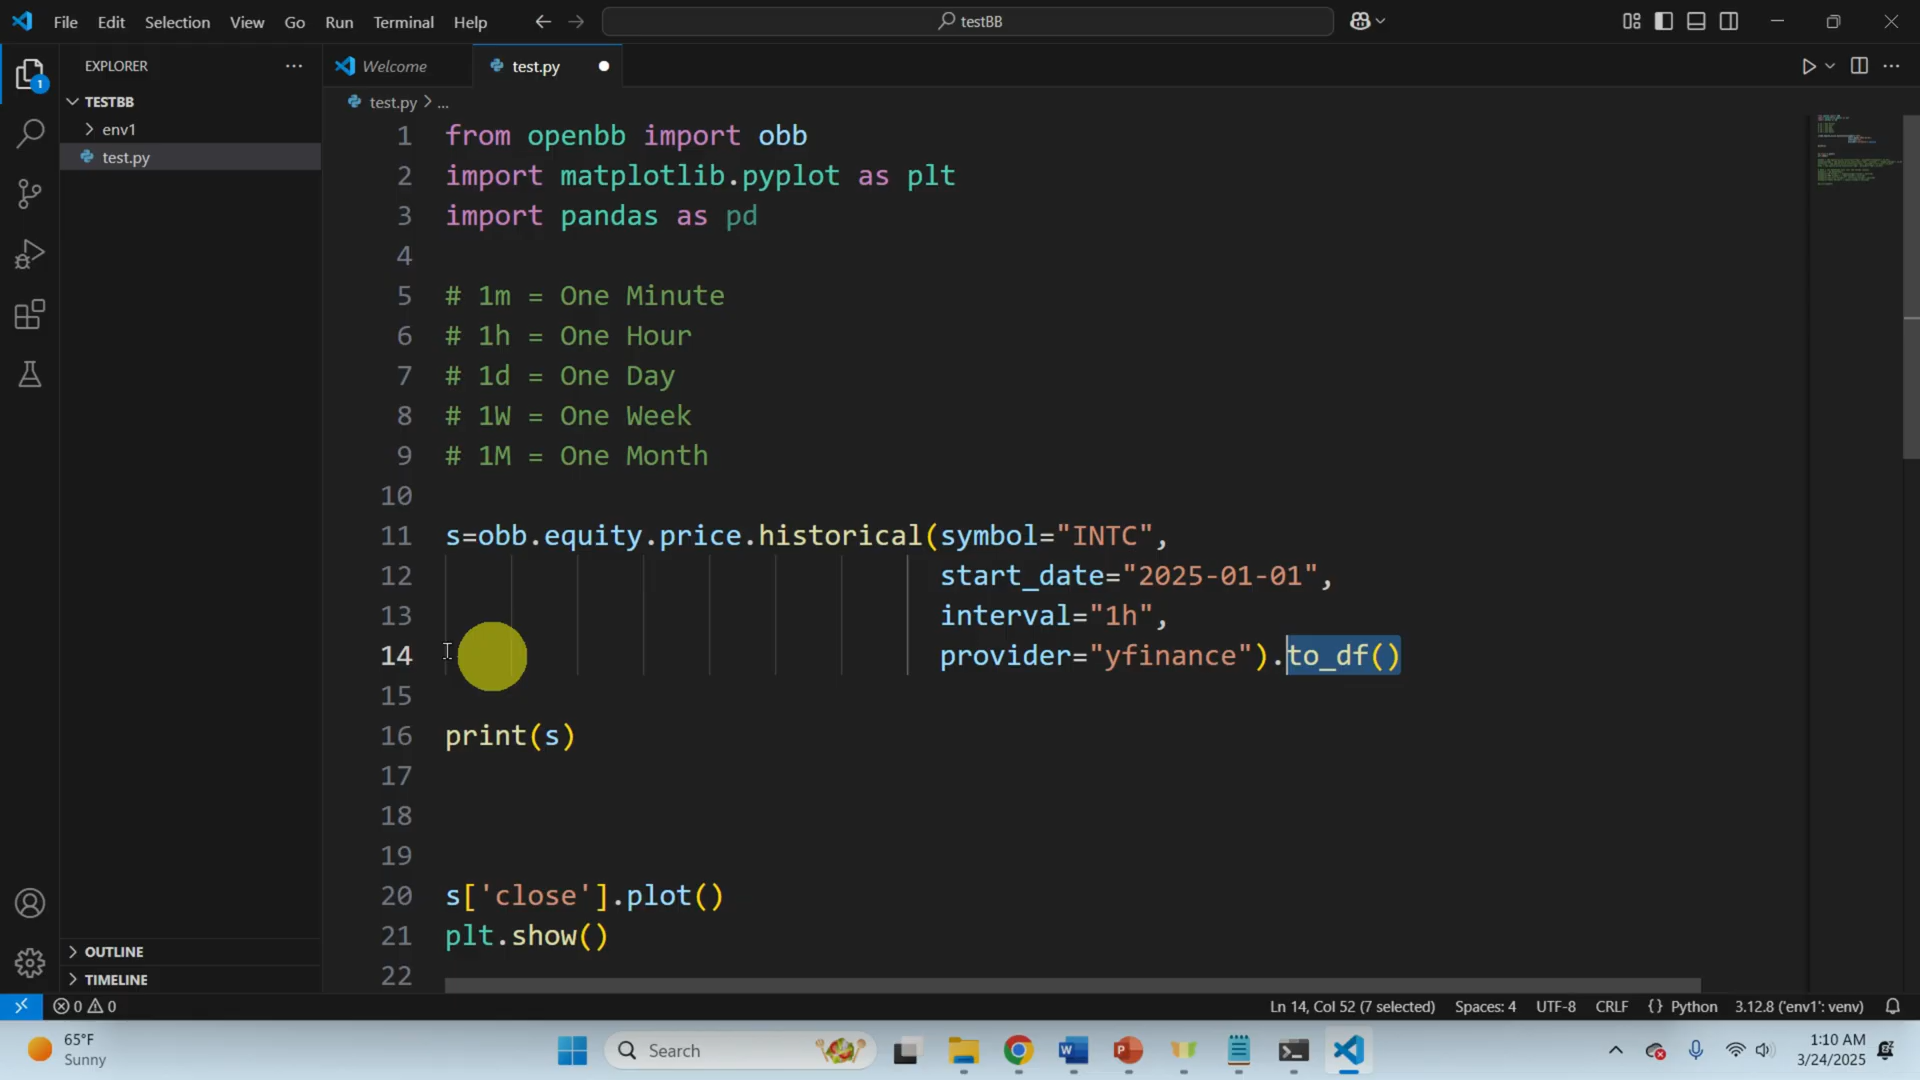 File Edit Selection View Go Run Terminal Help
testBB
EXPLORER
Welcome
test.py
TESTBB
env1
test.py
test.py > ...
1 from openbb import obb
2 import matplotlib.pyplot as plt
3 import pandas as pd
4
5 # 1m = One Minute
6 # 1h = One Hour
7 # 1d = One Day
8 # 1W = One Week
9 # 1M = One Month
10
11 s=obb.equity.price.historical(symbol="INTC",
12 start_date="2025-01-01",
13 interval="1h",
14 provider="yfinance").to_df()
15
16 print(s)
17
18
19
20 s['close'].plot()
21 plt.show()
22
OUTLINE
TIMELINE
0 0
Ln 14, Col 52 (7 selected) Spaces: 4 UTF-8 CRLF {} Python 3.12.8 ('env1': venv)
65°F
Sunny
Search
1:10 AM
3/24/2025
1